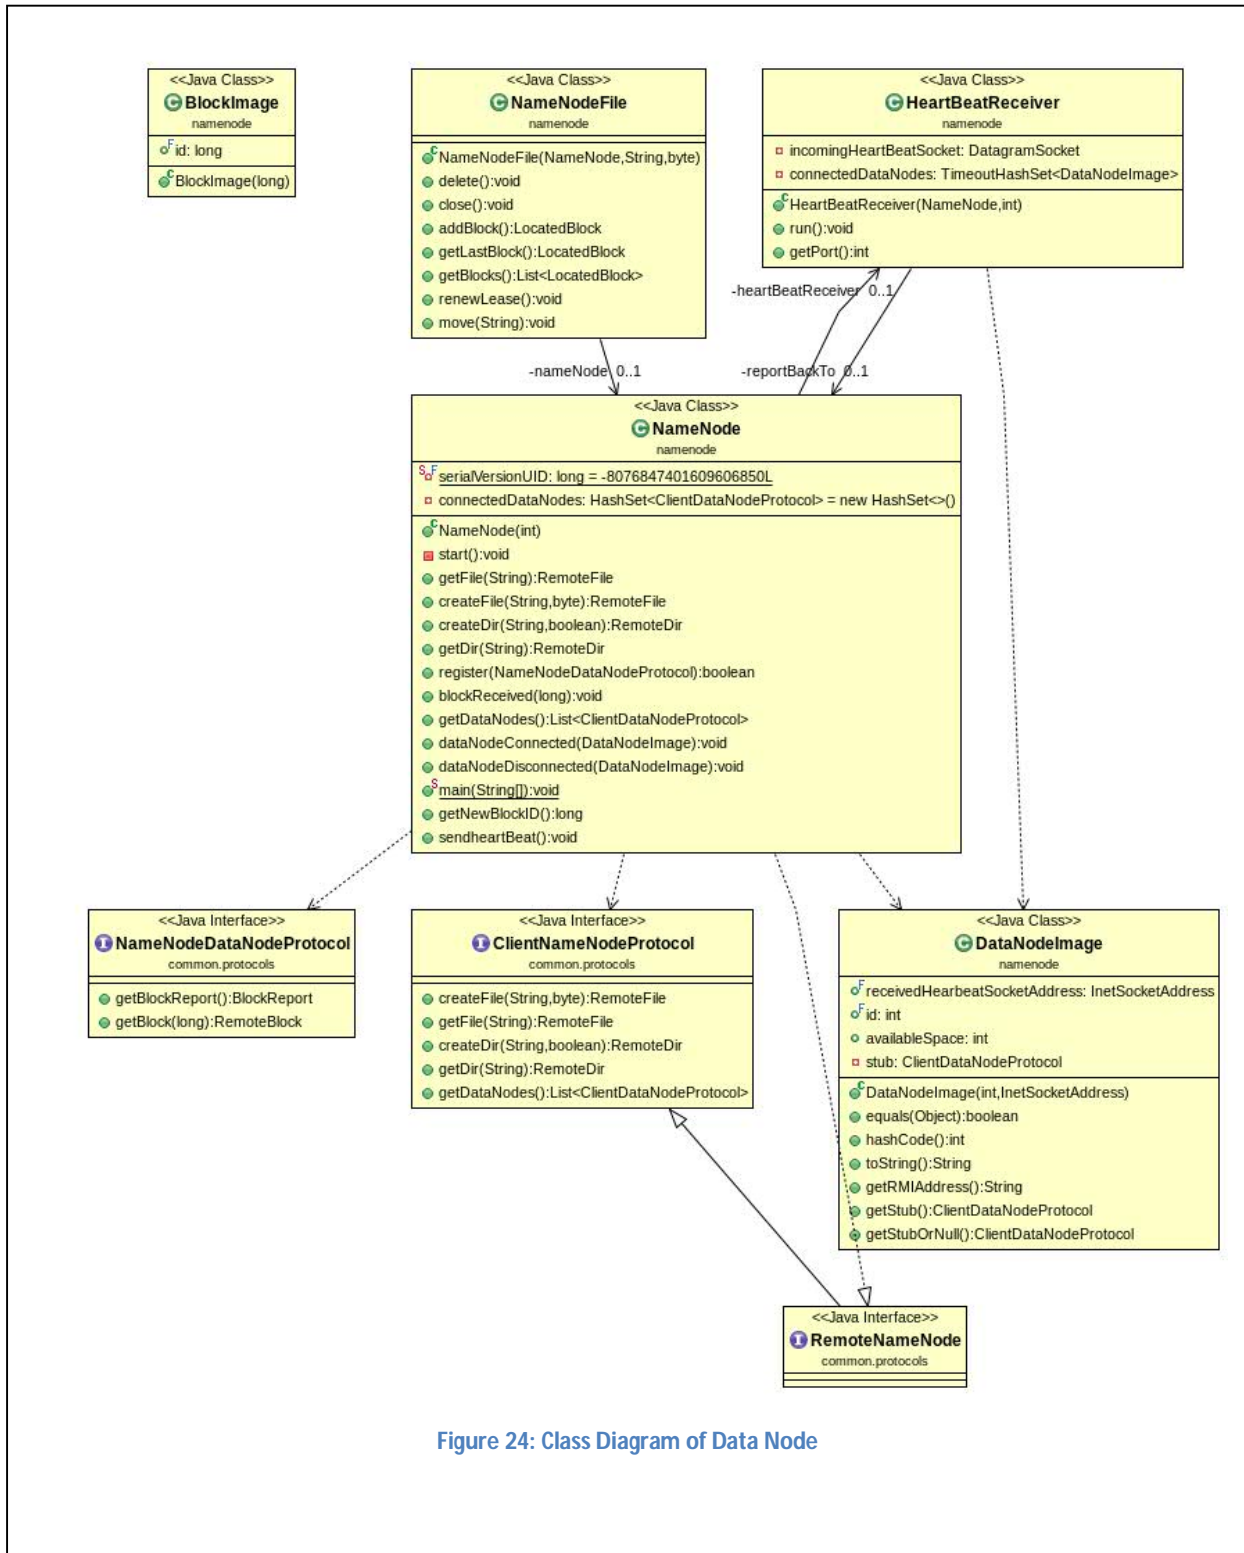 <<Java Class>>
BlockImage
namenode
id: long
BlockImage(long)
<<Java Class>>
NameNodeFile
namenode
NameNodeFile(NameNode,String,byte)
delete():void
close():void
addBlock():LocatedBlock
getLastBlock():LocatedBlock
getBlocks():List<LocatedBlock>
renewLease():void
move(String):void
<<Java Class>>
HeartBeatReceiver
namenode
incomingHeartBeatSocket: DatagramSocket
connectedDataNodes: TimeoutHashSet<DataNodeImage>
HeartBeatReceiver(NameNode,int)
run():void
getPort():int
-heartBeatReceiver 0..1
-nameNode 0..1
-reportBackTo 0..1
<<Java Class>>
NameNode
namenode
serialVersionUID: long = -8076847401609606850L
connectedDataNodes: HashSet<ClientDataNodeProtocol> = new HashSet<>()
NameNode(int)
start():void
getFile(String):RemoteFile
createFile(String,byte):RemoteFile
createDir(String,boolean):RemoteDir
getDir(String):RemoteDir
register(NameNodeDataNodeProtocol):boolean
blockReceived(long):void
getDataNodes():List<ClientDataNodeProtocol>
dataNodeConnected(DataNodeImage):void
dataNodeDisconnected(DataNodeImage):void
main(String[]):void
getNewBlockID():long
sendheartBeat():void
<<Java Interface>>
NameNodeDataNodeProtocol
common.protocols
getBlockReport():BlockReport
getBlock(long):RemoteBlock
<<Java Interface>>
ClientNameNodeProtocol
common.protocols
createFile(String,byte):RemoteFile
getFile(String):RemoteFile
createDir(String,boolean):RemoteDir
getDir(String):RemoteDir
getDataNodes():List<ClientDataNodeProtocol>
<<Java Class>>
DataNodeImage
namenode
receivedHearbeatSocketAddress: InetSocketAddress
id: int
availableSpace: int
stub: ClientDataNodeProtocol
DataNodeImage(int,InetSocketAddress)
equals(Object):boolean
hashCode():int
toString():String
getRMIAddress():String
getStub():ClientDataNodeProtocol
getStubOrNull():ClientDataNodeProtocol
<<Java Interface>>
RemoteNameNode
common.protocols
Figure 24: Class Diagram of Data Node